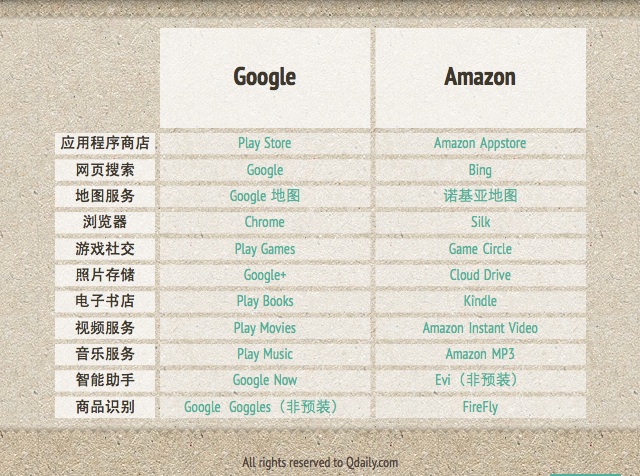 Google Amazon
应用程序商店 Play Store Amazon Appstore
网页搜索 Google Bing
地图服务 Google 地图 诺基亚地图
浏览器 Chrome Silk
游戏社交 Play Games Game Circle
照片存储 Google+ Cloud Drive
电子书店 Play Books Kindle
视频服务 Play Movies Amazon Instant Video
音乐服务 Play Music Amazon MP3
智能助手 Google Now Evi（非预装）
商品识别 Google Goggles（非预装） FireFly
All rights reserved to Qdaily.com